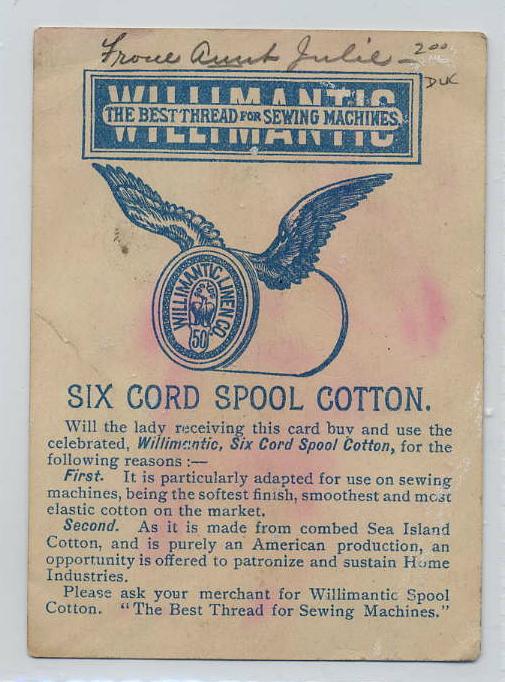 From Aunt Julie - 2.00
DUK
WILLIMANTIC
THE BEST THREAD FOR SEWING MACHINES.
WILLIMANTIC LINEN CO.
50
SIX CORD SPOOL COTTON.
Will the lady receiving this card buy and use the
celebrated, Willimantic, Six Cord Spool Cotton, for the
following reasons :—
First. It is particularly adapted for use on sewing
machines, being the softest finish, smoothest and most
elastic cotton on the market.
Second. As it is made from combed Sea Island
Cotton, and is purely an American production, an
opportunity is offered to patronize and sustain Home
Industries.
Please ask your merchant for Willimantic Spool
Cotton. "The Best Thread for Sewing Machines."